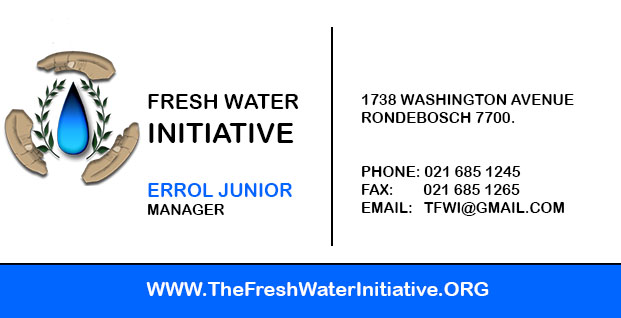 FRESH WATER
INITIATIVE
ERROL JUNIOR
MANAGER
1738 WASHINGTON AVENUE
RONDEBOSCH 7700.
PHONE: 021 685 1245
FAX: 021 685 1265
EMAIL: TFWI@GMAIL.COM
WWW.TheFreshWaterInitiative.ORG